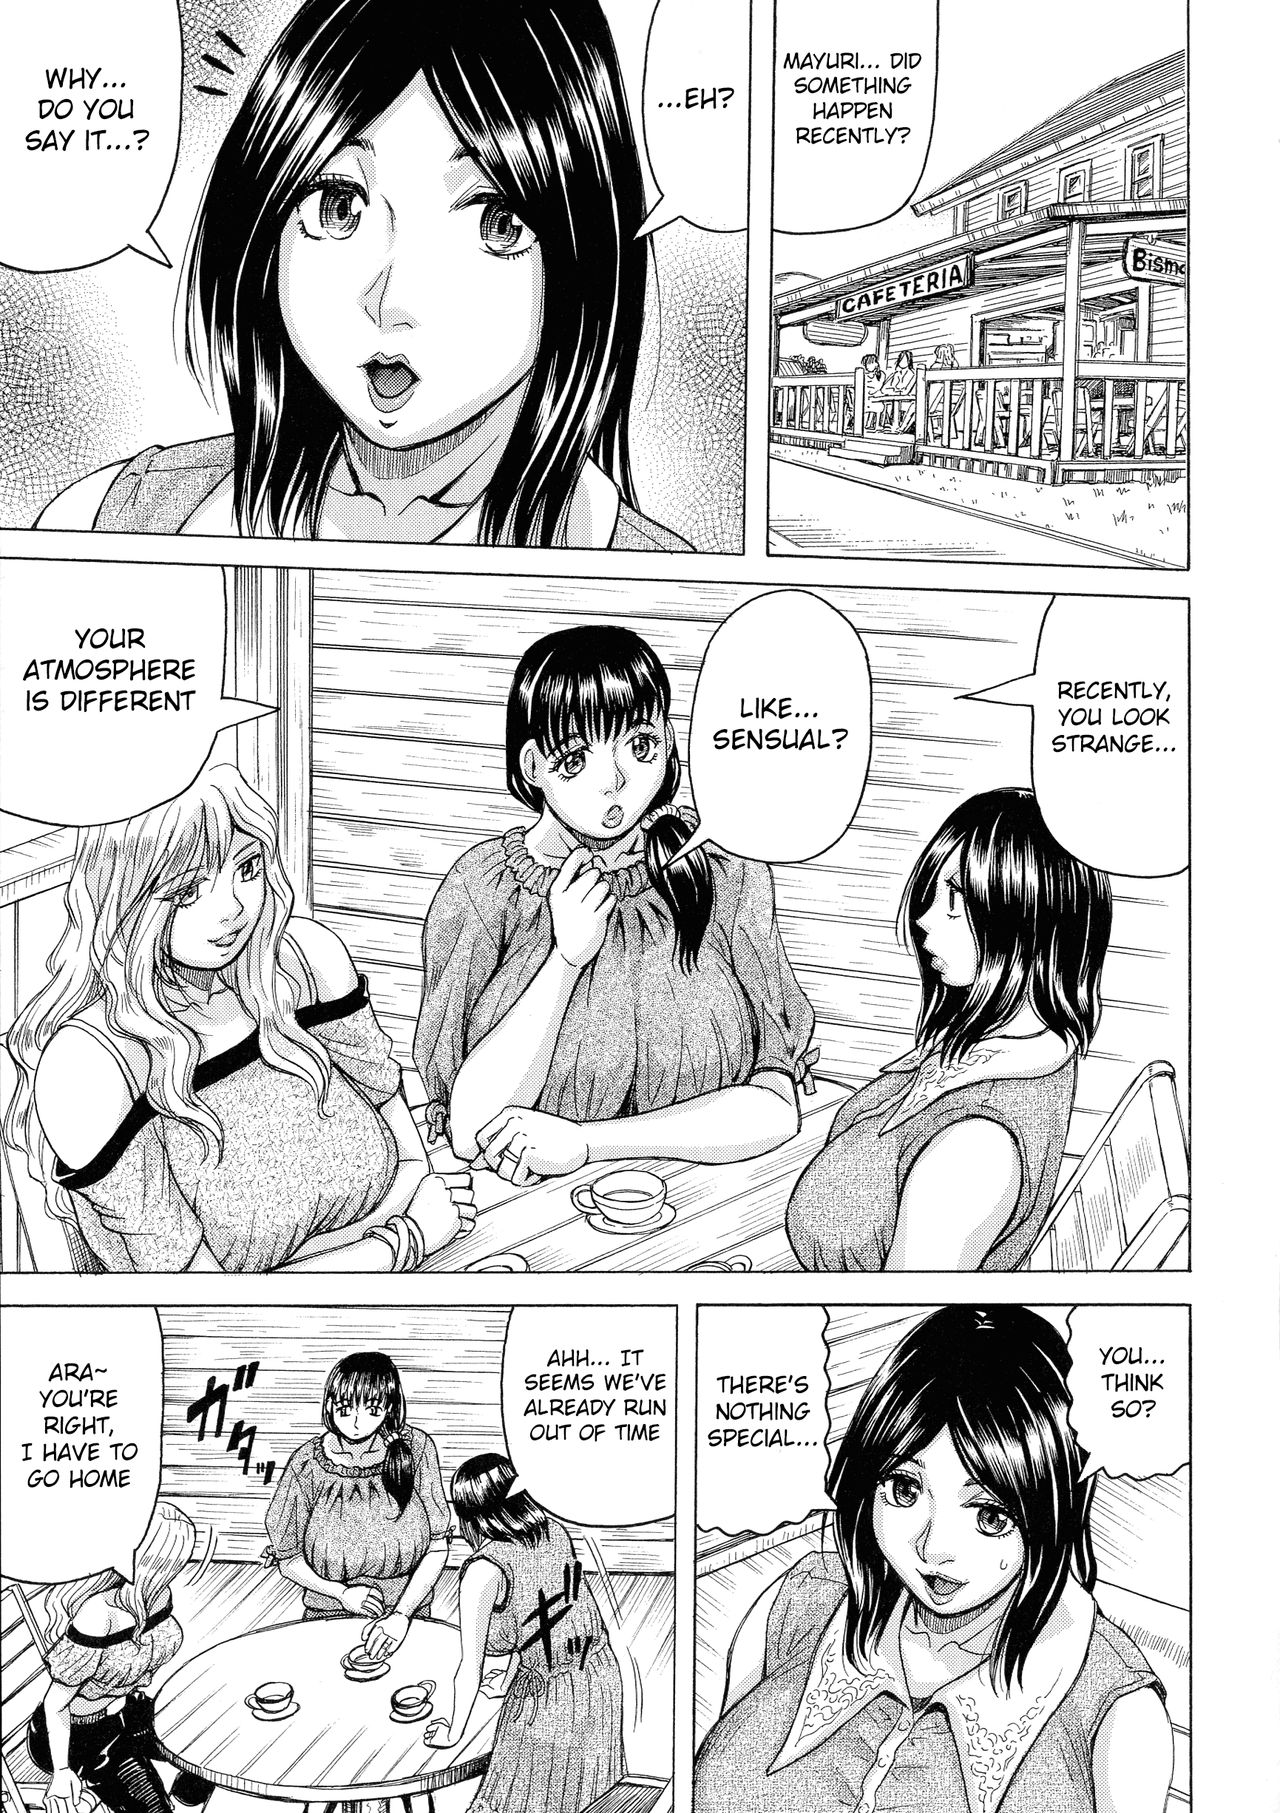 MAYURI... DID
SOMETHING
HAPPEN
RECENTLY?
CAFETERIA
Bism
...EH?
WHY...
DO YOU
SAY IT...?
RECENTLY,
YOU LOOK
STRANGE...
LIKE...
SENSUAL?
YOUR
ATMOSPHERE
IS DIFFERENT
YOU...
THINK
SO?
THERE'S
NOTHING
SPECIAL...
AHH... IT
SEEMS WE'VE
ALREADY RUN
OUT OF TIME
ガタッ
ギッ
ARA~
YOU'RE
RIGHT,
I HAVE TO
GO HOME